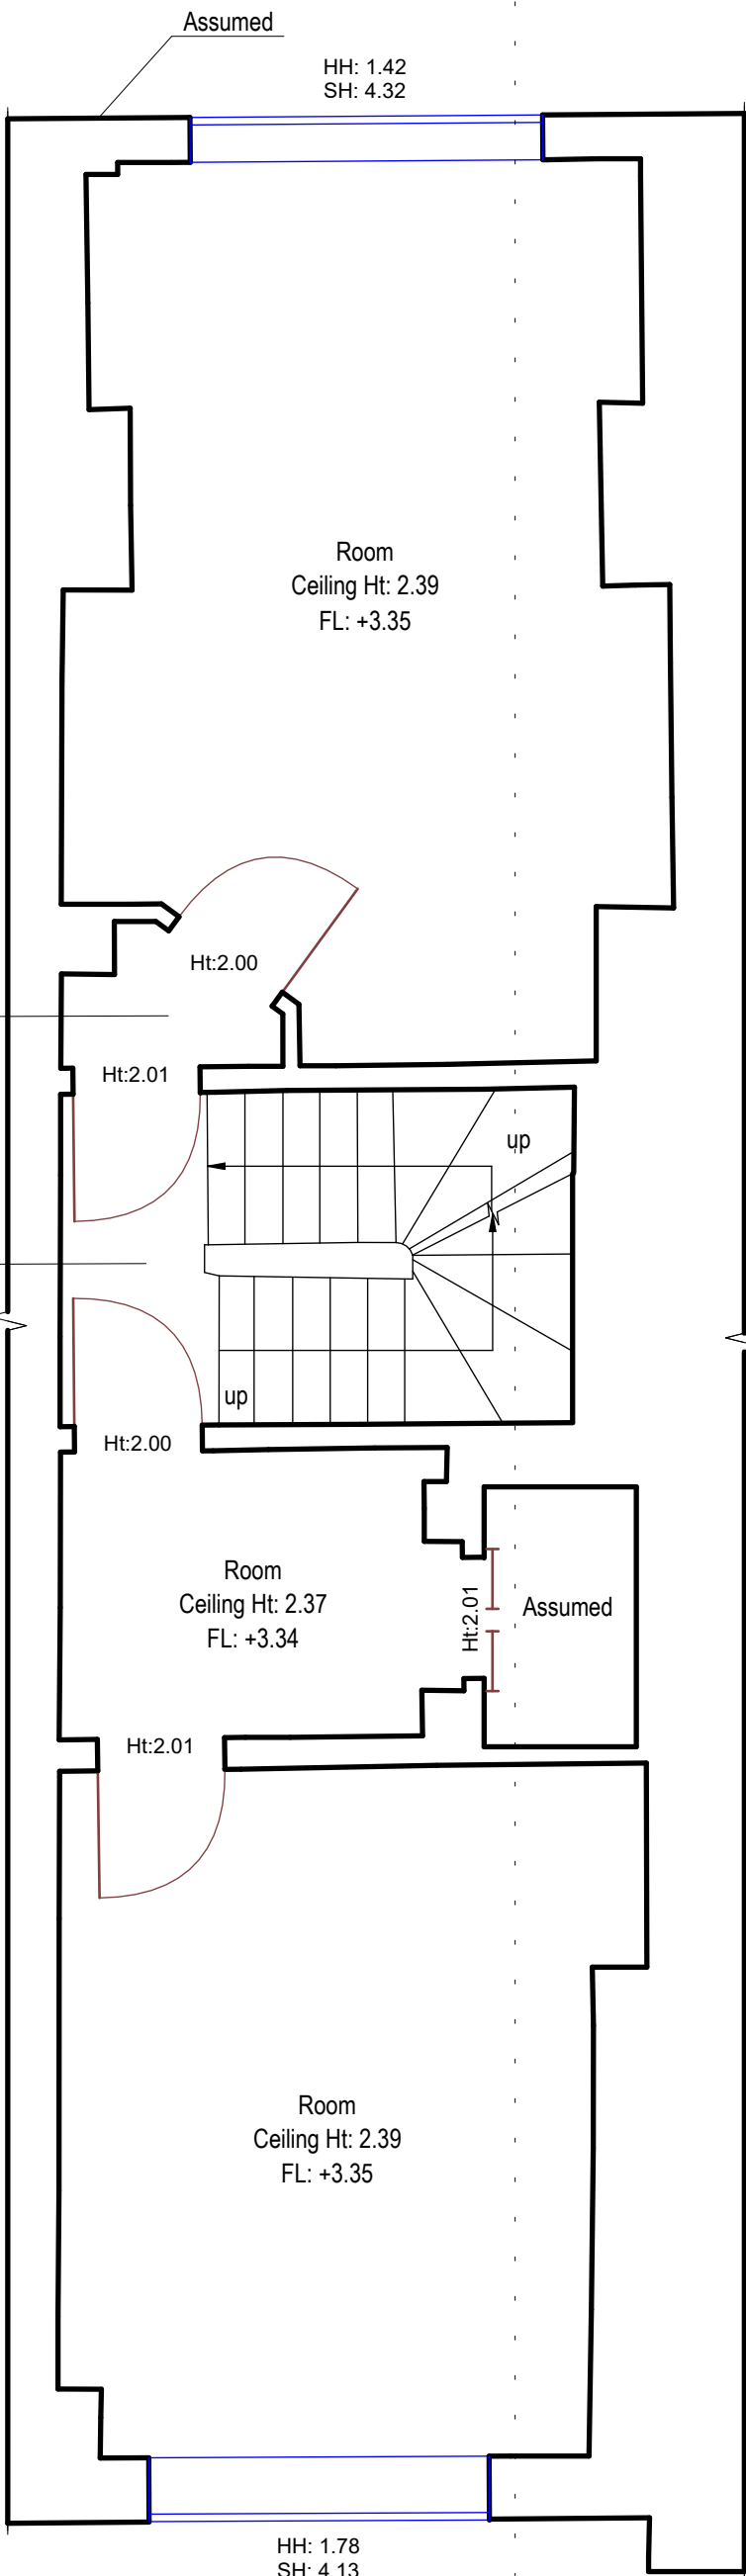 Assumed
HH: 1.42
SH: 4.32
Room
Ceiling Ht: 2.39
FL: +3.35
Ht:2.00
Ht:2.01
up
up
Ht:2.00
Room
Ceiling Ht: 2.37
FL: +3.34
Ht:2.01
Assumed
Ht:2.01
Room
Ceiling Ht: 2.39
FL: +3.35
HH: 1.78
SH: 4.13